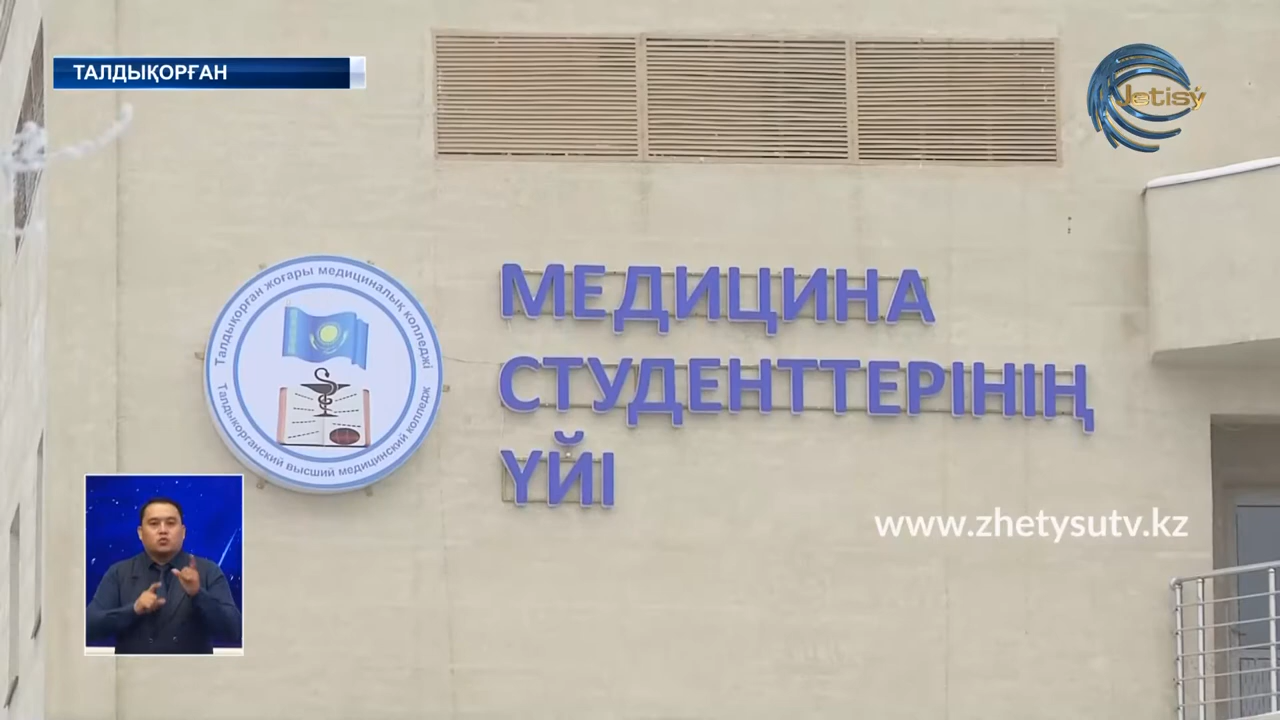 ТАЛДЫҚОРҒАН
Jetisý
Талдықорған жоғары медициналық колледжі
Талдыкорганский высший медицинский колледж
МЕДИЦИНА
СТУДЕНТТЕРІНІҢ
ҮЙІ
www.zhetysutv.kz